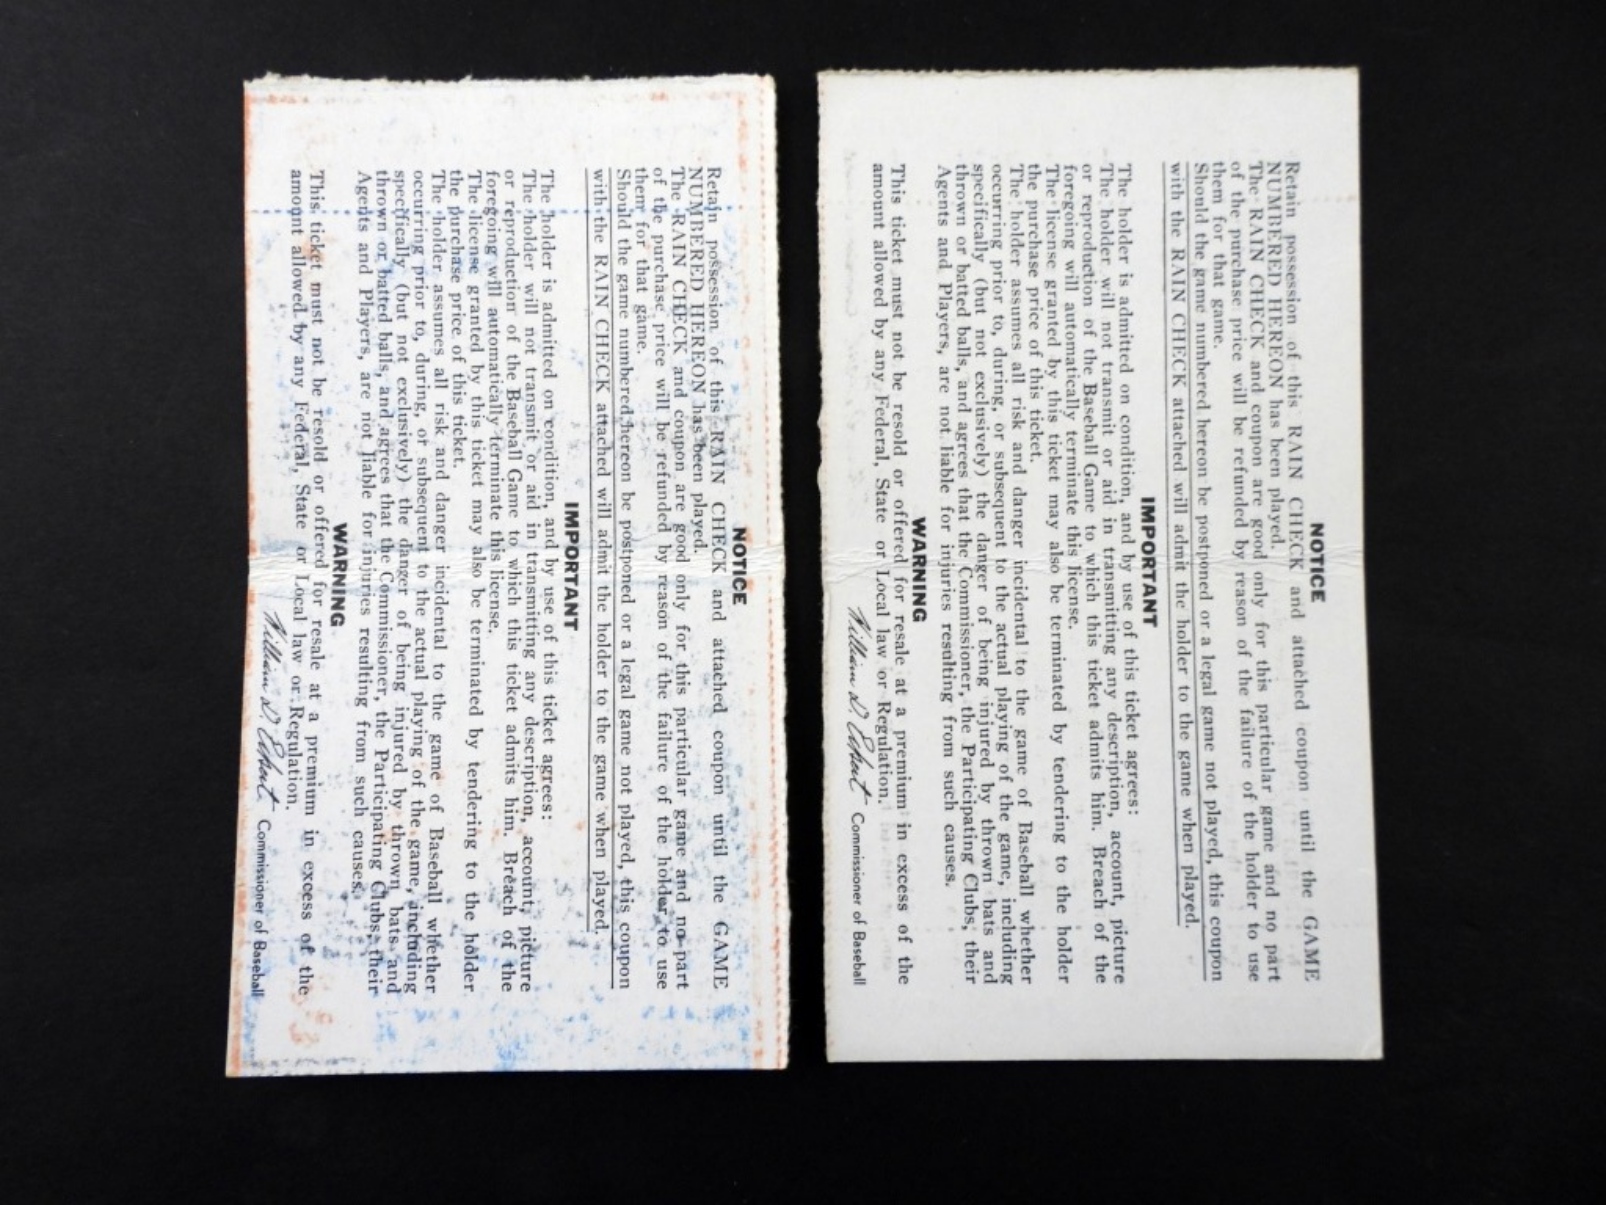 NOTICE
Retain possession of this RAIN CHECK and attached coupon until the GAME
NUMBERED HEREON has been played.
The RAIN CHECK and coupon are good only for this particular game and no part
of the purchase price will be refunded by reason of the failure of the holder to use
them for that game.
Should the game numbered hereon be postponed or a legal game not played, this coupon
with the RAIN CHECK attached will admit the holder to the game when played.
IMPORTANT
The holder is admitted on condition, and by use of this ticket agrees:
The holder will not transmit or aid in transmitting any description, account, picture
or reproduction of the Baseball Game to which this ticket admits him. Breach of the
foregoing will automatically terminate this license.
The license granted by this ticket may also be terminated by tendering to the holder
the purchase price of this ticket.
The holder assumes all risk and danger incidental to the game of Baseball whether
occurring prior to, during, or subsequent to the actual playing of the game, including
specifically (but not exclusively) the danger of being injured by thrown bats and
thrown or batted balls, and agrees that the Commissioner, the Participating Clubs, their
Agents and Players, are not liable for injuries resulting from such causes.
WARNING
This ticket must not be resold or offered for resale at a premium in excess of the
amount allowed by any Federal, State or Local law or Regulation.
William D. Eckert Commissioner of Baseball
NOTICE
Retain possession of this RAIN CHECK and attached coupon until the GAME
NUMBERED HEREON has been played.
The RAIN CHECK and coupon are good only for this particular game and no part
of the purchase price will be refunded by reason of the failure of the holder to use
them for that game.
Should the game numbered hereon be postponed or a legal game not played, this coupon
with the RAIN CHECK attached will admit the holder to the game when played.
IMPORTANT
The holder is admitted on condition, and by use of this ticket agrees:
The holder will not transmit or aid in transmitting any description, account, picture
or reproduction of the Baseball Game to which this ticket admits him. Breach of the
foregoing will automatically terminate this license.
The license granted by this ticket may also be terminated by tendering to the holder
the purchase price of this ticket.
The holder assumes all risk and danger incidental to the game of Baseball whether
occurring prior to, during, or subsequent to the actual playing of the game, including
specifically (but not exclusively) the danger of being injured by thrown bats and
thrown or batted balls, and agrees that the Commissioner, the Participating Clubs, their
Agents and Players, are not liable for injuries resulting from such causes.
WARNING
This ticket must not be resold or offered for resale at a premium in excess of the
amount allowed by any Federal, State or Local law or Regulation.
William D. Eckert Commissioner of Baseball